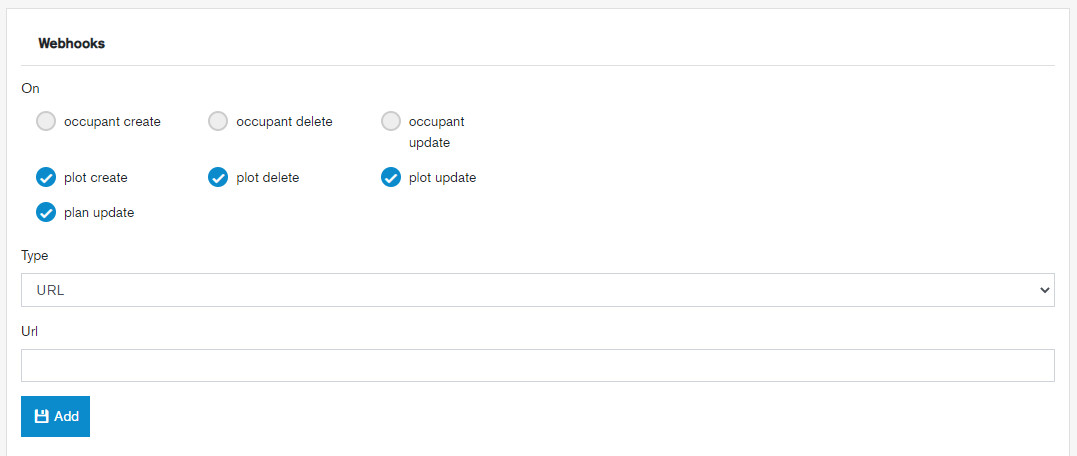 Webhooks
On
occupant create
occupant delete
occupant
update
plot create
plot delete
plot update
plan update
Type
URL
Url
Add